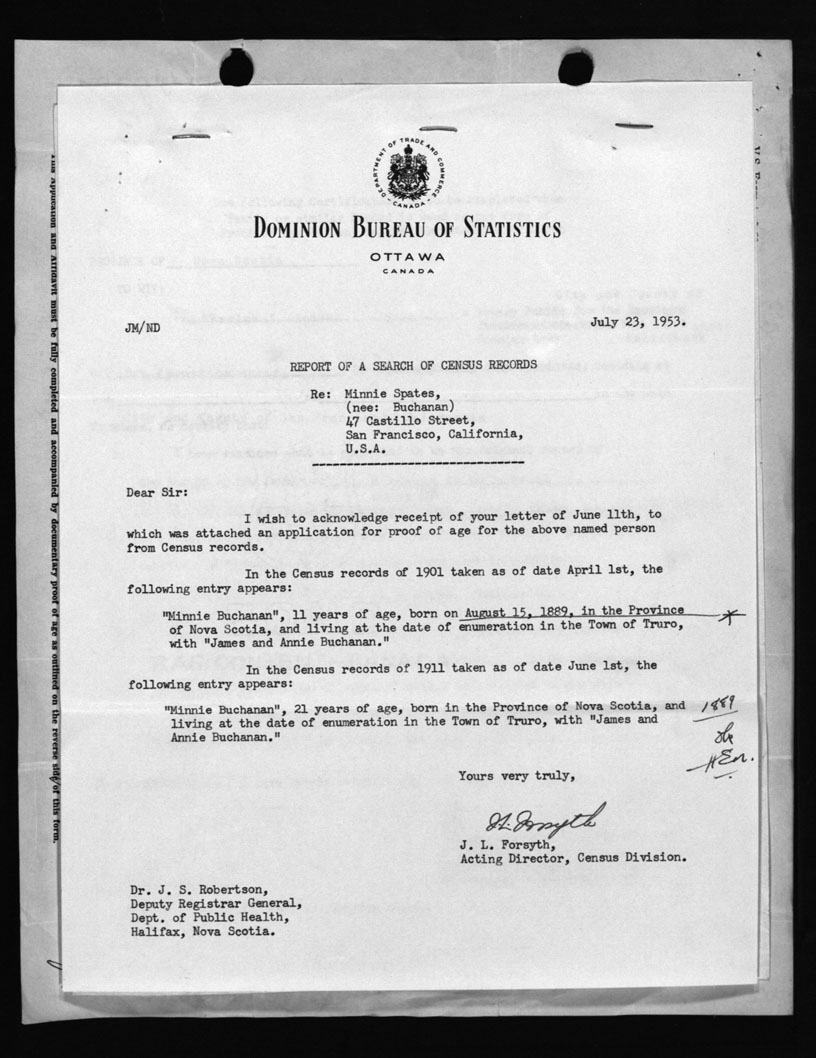 DEPARTMENT OF TRADE AND COMMERCE
CANADA
DOMINION BUREAU OF STATISTICS
OTTAWA
CANADA
JM/ND
July 23, 1953.
REPORT OF A SEARCH OF CENSUS RECORDS
Re: Minnie Spates,
(nee: Buchanan)
47 Castillo Street,
San Francisco, California,
U.S.A.
Dear Sir:
I wish to acknowledge receipt of your letter of June 11th, to
which was attached an application for proof of age for the above named person
from Census records.
In the Census records of 1901 taken as of date April 1st, the
following entry appears:
"Minnie Buchanan", 11 years of age, born on August 15, 1889, in the Province
of Nova Scotia, and living at the date of enumeration in the Town of Truro,
with "James and Annie Buchanan."
In the Census records of 1911 taken as of date June 1st, the
following entry appears:
"Minnie Buchanan", 21 years of age, born in the Province of Nova Scotia, and
living at the date of enumeration in the Town of Truro, with "James and
Annie Buchanan."
1889
Yours very truly,
J. L. Forsyth
J. L. Forsyth,
Acting Director, Census Division.
Dr. J. S. Robertson,
Deputy Registrar General,
Dept. of Public Health,
Halifax, Nova Scotia.
This Application and Affidavit must be fully completed and accompanied by documentary proof of age as outlined on the reverse side of this form.